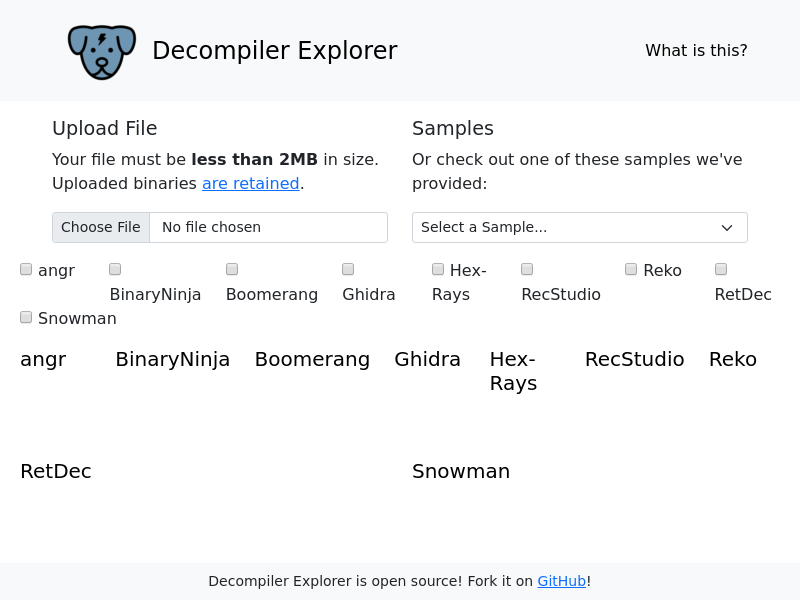 Decompiler Explorer
What is this?
Upload File
Your file must be less than 2MB in size.
Uploaded binaries are retained.
Choose File No file chosen
Samples
Or check out one of these samples we've
provided:
Select a Sample...
angr
BinaryNinja
Boomerang
Ghidra
Hex-
Rays
RecStudio
Reko
RetDec
Snowman
angr
BinaryNinja
Boomerang
Ghidra
Hex-
Rays
RecStudio
Reko
RetDec
Snowman
Decompiler Explorer is open source! Fork it on GitHub!